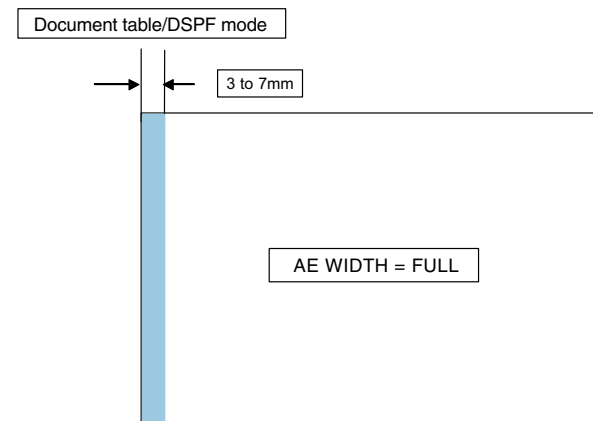 Document table/DSPF mode
3 to 7mm
AE WIDTH = FULL